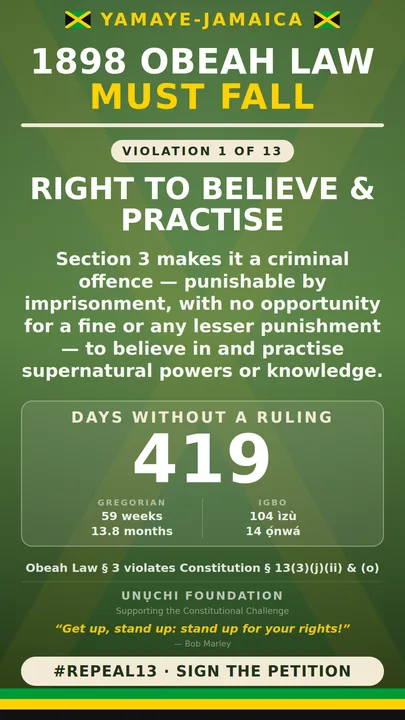 YAMAYE-JAMAICA
1898 OBEAH LAW
MUST FALL
VIOLATION 1 OF 13
RIGHT TO BELIEVE &
PRACTISE
Section 3 makes it a criminal
offence — punishable by
imprisonment, with no opportunity
for a fine or any lesser punishment
— to believe in and practise
supernatural powers or knowledge.
DAYS WITHOUT A RULING
419
GREGORIAN
59 weeks
13.8 months
IGBO
104 ìzù
14 ọ́nwá
Obeah Law § 3 violates Constitution § 13(3)(j)(ii) & (o)
UNỤCHI FOUNDATION
Supporting the Constitutional Challenge
“Get up, stand up: stand up for your rights!”
— Bob Marley
#REPEAL13 · SIGN THE PETITION